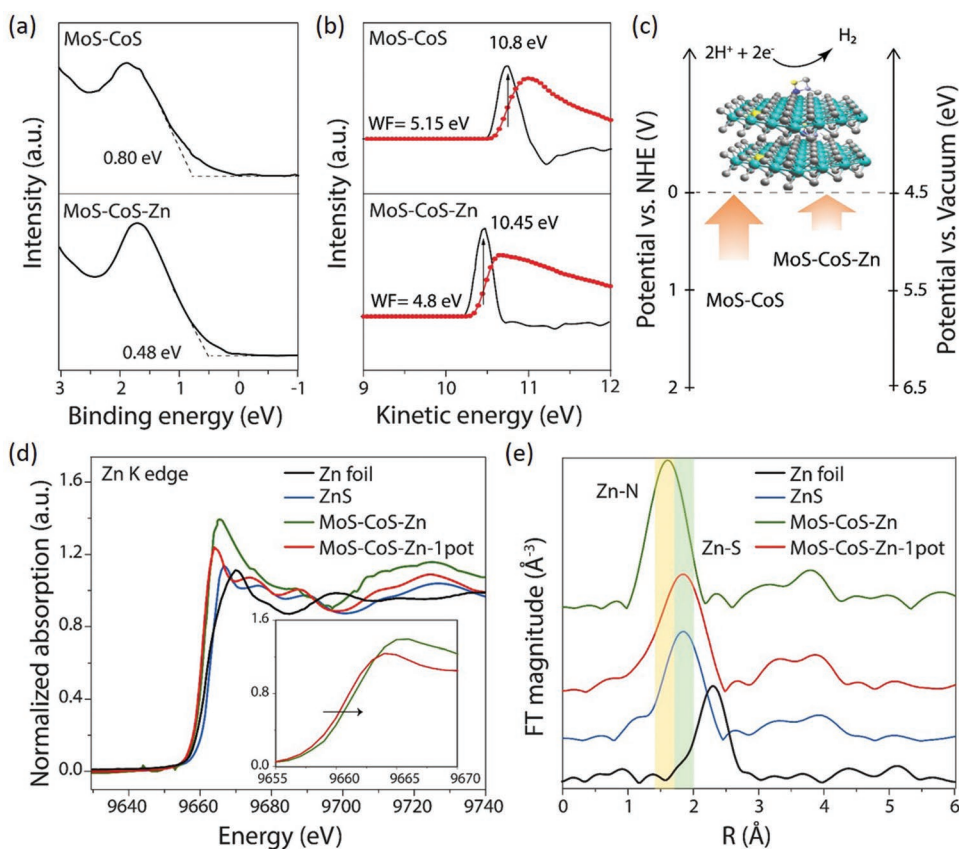 (a)
MoS-CoS
0.80 eV
MoS-CoS-Zn
0.48 eV
Intensity (a.u.)
3 2 1 0 -1
Binding energy (eV)
(b)
MoS-CoS
10.8 eV
WF= 5.15 eV
MoS-CoS-Zn
10.45 eV
WF= 4.8 eV
Intensity (a.u.)
9 10 11 12
Kinetic energy (eV)
(c)
2H⁺ + 2e⁻
H₂
Potential vs. NHE (V)
0
1
2
MoS-CoS-Zn
MoS-CoS
4.5
5.5
6.5
Potential vs. Vacuum (eV)
(d)
Zn K edge
Zn foil
ZnS
MoS-CoS-Zn
MoS-CoS-Zn-1pot
Normalized absorption (a.u.)
1.6
1.2
0.8
0.4
0.0
1.6
0.8
0.0
9655 9660 9665 9670
9640 9660 9680 9700 9720 9740
Energy (eV)
(e)
Zn-N
Zn-S
Zn foil
ZnS
MoS-CoS-Zn
MoS-CoS-Zn-1pot
FT magnitude (Å⁻³)
0 1 2 3 4 5 6
R (Å)